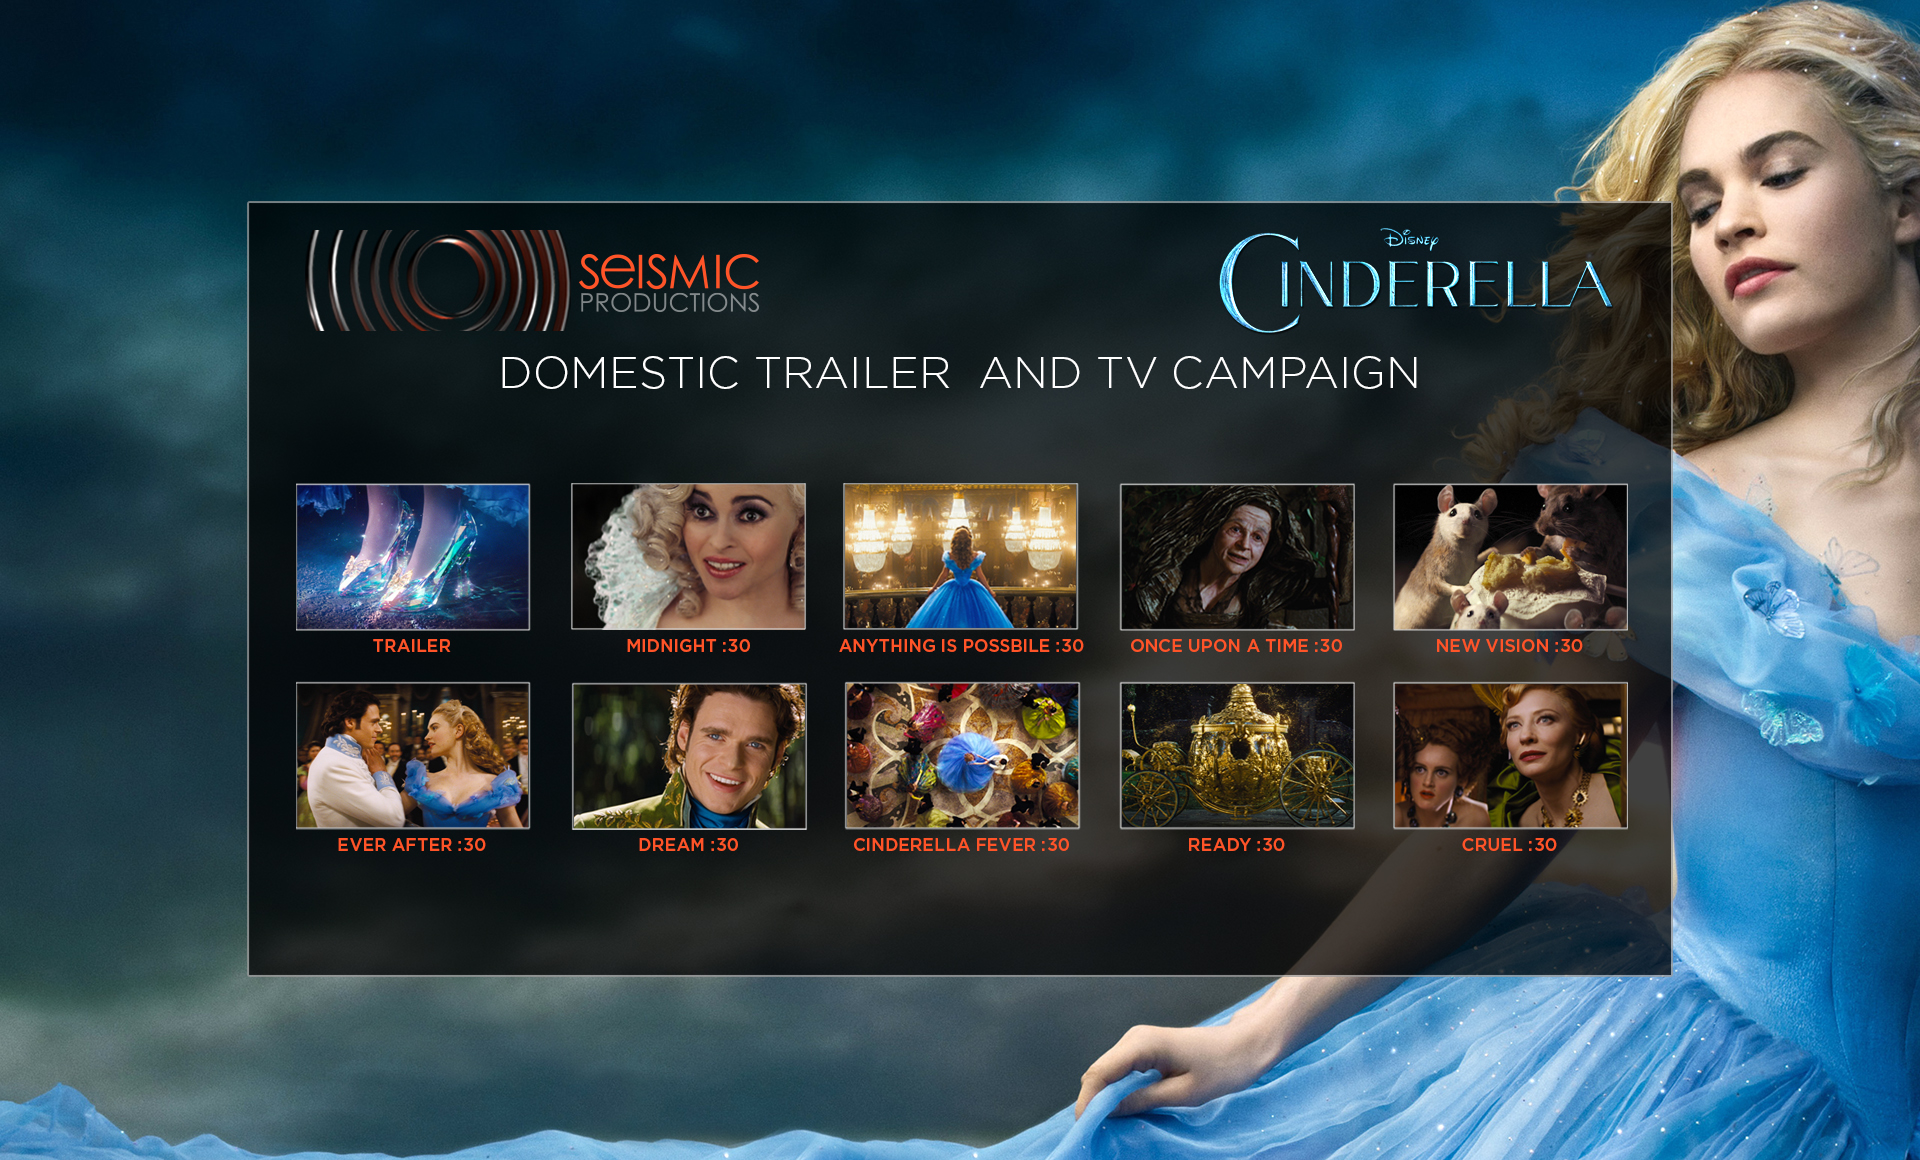 SEISMIC
PRODUCTIONS
DISNEY
CINDERELLA
DOMESTIC TRAILER AND TV CAMPAIGN
TRAILER
MIDNIGHT :30
ANYTHING IS POSSBILE :30
ONCE UPON A TIME :30
NEW VISION :30
EVER AFTER :30
DREAM :30
CINDERELLA FEVER :30
READY :30
CRUEL :30